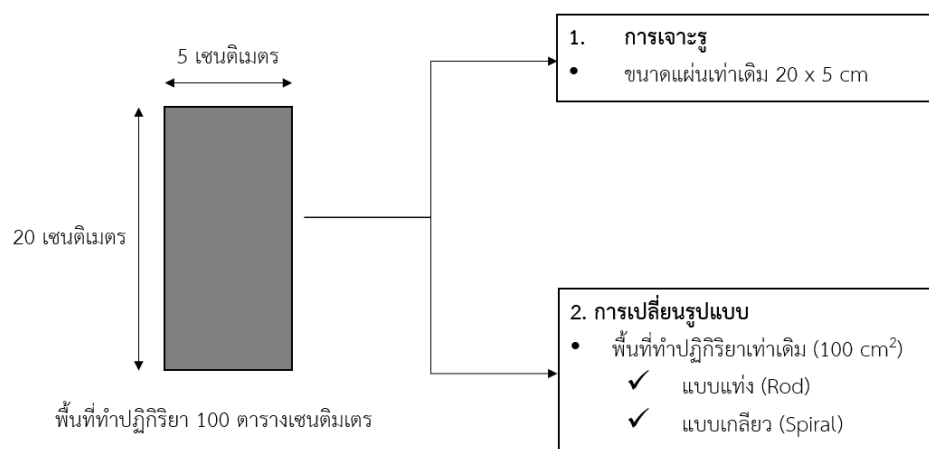 5 เซนติเมตร
20 เซนติเมตร
พื้นที่ทำปฏิกิริยา 100 ตารางเซนติมเตร
1. การเจาะรู
• ขนาดแผ่นเท่าเดิม 20 x 5 cm
2. การเปลี่ยนรูปแบบ
• พื้นที่ทำปฏิกิริยาเท่าเดิม (100 cm²)
✓ แบบแท่ง (Rod)
✓ แบบเกลียว (Spiral)